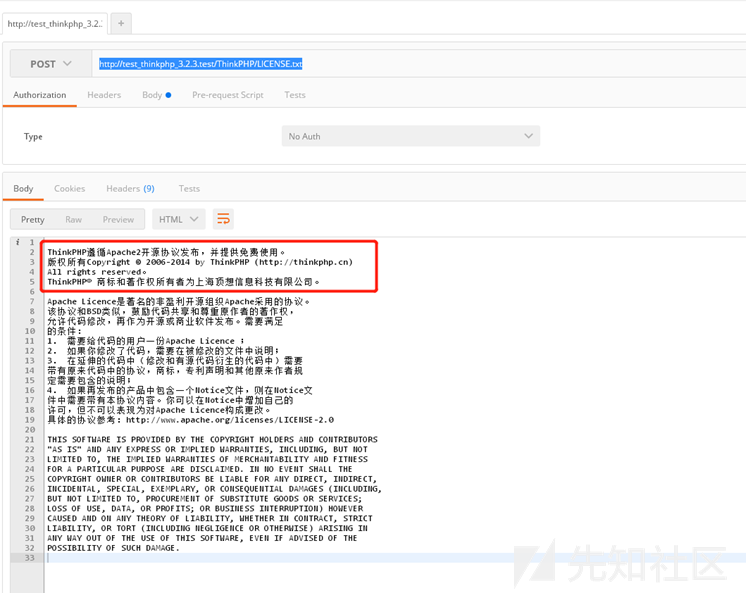 http://test_thinkphp_3.2.:
+
POST
http://test_thinkphp_3.2.3.test/ThinkPHP/LICENSE.txt
Authorization Headers Body Pre-request Script Tests
Type No Auth
Body Cookies Headers (9) Tests
Pretty Raw Preview HTML
i 1
2 ThinkPHP遵循Apache2开源协议发布，并提供免费使用。
3 版权所有Copyright © 2006-2014 by ThinkPHP (http://thinkphp.cn)
4 All rights reserved。
5 ThinkPHP® 商标和著作权所有者为上海顶想信息科技有限公司。
6
7 Apache Licence是著名的非盈利开源组织Apache采用的协议。
8 该协议和BSD类似，鼓励代码共享和尊重原作者的著作权，
9 允许代码修改，再作为开源或商业软件发布。需要满足
10 的条件：
11 1． 需要给代码的用户一份Apache Licence ；
12 2． 如果你修改了代码，需要在被修改的文件中说明；
13 3． 在延伸的代码中（修改和有源代码衍生的代码中）需要
14 带有原来代码中的协议，商标，专利声明和其他原来作者规
15 定需要包含的说明；
16 4． 如果再发布的产品中包含一个Notice文件，则在Notice文
17 件中需要带有本协议内容。你可以在Notice中增加自己的
18 许可，但不可以表现为对Apache Licence构成更改。
19 具体的协议参考：http://www.apache.org/licenses/LICENSE-2.0
20
21 THIS SOFTWARE IS PROVIDED BY THE COPYRIGHT HOLDERS AND CONTRIBUTORS
22 "AS IS" AND ANY EXPRESS OR IMPLIED WARRANTIES, INCLUDING, BUT NOT
23 LIMITED TO, THE IMPLIED WARRANTIES OF MERCHANTABILITY AND FITNESS
24 FOR A PARTICULAR PURPOSE ARE DISCLAIMED. IN NO EVENT SHALL THE
25 COPYRIGHT OWNER OR CONTRIBUTORS BE LIABLE FOR ANY DIRECT, INDIRECT,
26 INCIDENTAL, SPECIAL, EXEMPLARY, OR CONSEQUENTIAL DAMAGES (INCLUDING,
27 BUT NOT LIMITED TO, PROCUREMENT OF SUBSTITUTE GOODS OR SERVICES;
28 LOSS OF USE, DATA, OR PROFITS; OR BUSINESS INTERRUPTION) HOWEVER
29 CAUSED AND ON ANY THEORY OF LIABILITY, WHETHER IN CONTRACT, STRICT
30 LIABILITY, OR TORT (INCLUDING NEGLIGENCE OR OTHERWISE) ARISING IN
31 ANY WAY OUT OF THE USE OF THIS SOFTWARE, EVEN IF ADVISED OF THE
32 POSSIBILITY OF SUCH DAMAGE.
33
先知社区